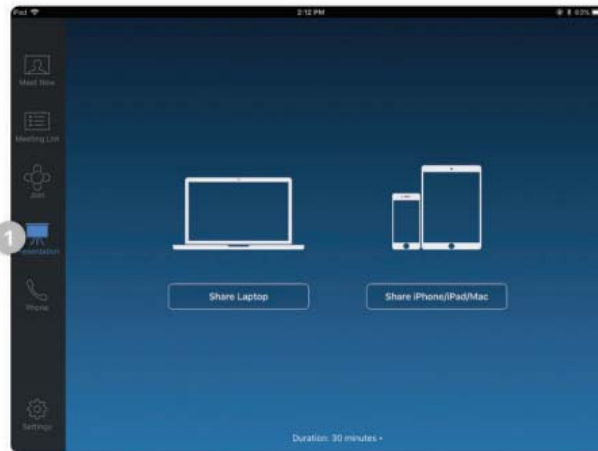 iPad 2:12 PM 63%
Meet Now
Meeting List
Join
1
Presentation
Share Laptop Share iPhone/iPad/Mac
Phone
Settings
Duration: 30 minutes